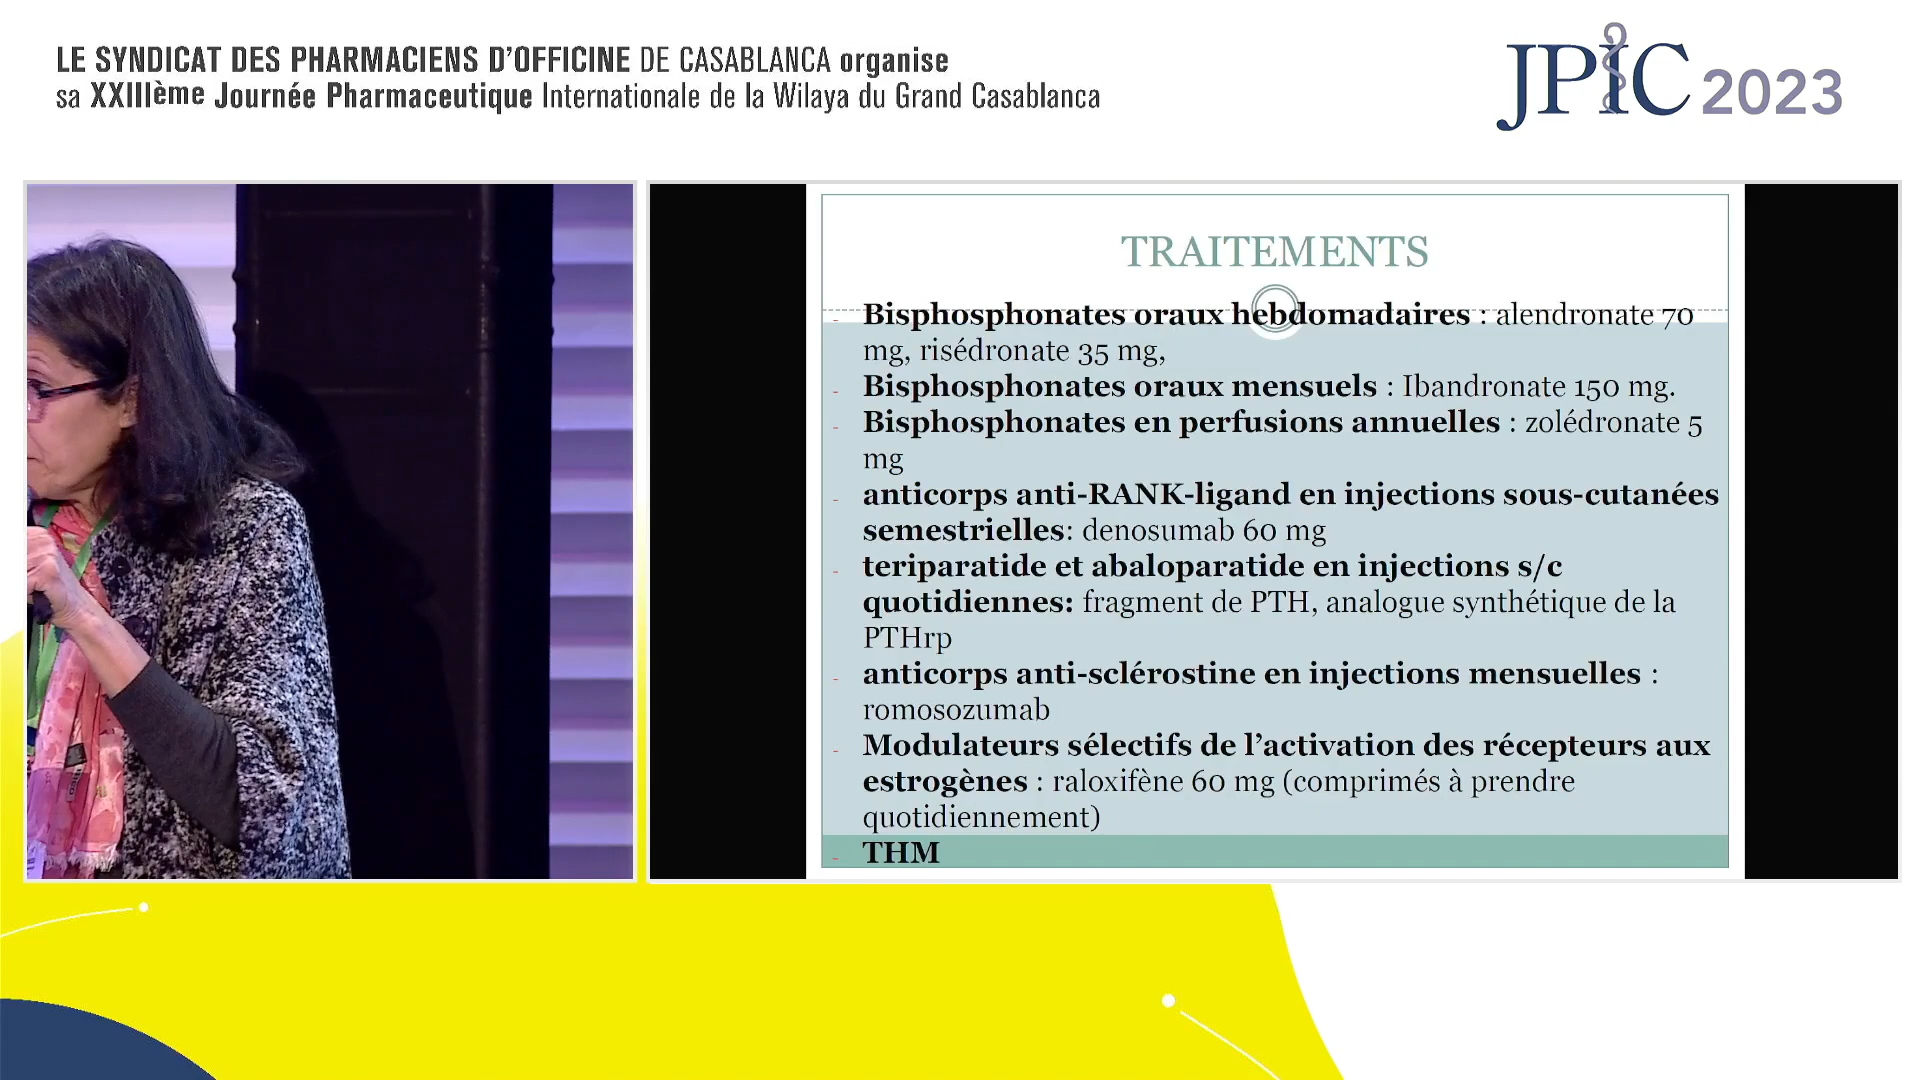 LE SYNDICAT DES PHARMACIENS D'OFFICINE DE CASABLANCA organise
sa XXIIIème Journée Pharmaceutique Internationale de la Wilaya du Grand Casablanca
JPIC 2023
TRAITEMENTS
- Bisphosphonates oraux hebdomadaires : alendronate 70
mg, risédronate 35 mg,
- Bisphosphonates oraux mensuels : Ibandronate 150 mg.
- Bisphosphonates en perfusions annuelles : zolédronate 5
mg
- anticorps anti-RANK-ligand en injections sous-cutanées
semestrielles: denosumab 60 mg
- teriparatide et abaloparatide en injections s/c
quotidiennes: fragment de PTH, analogue synthétique de la
PTHrp
- anticorps anti-sclérostine en injections mensuelles :
romosozumab
- Modulateurs sélectifs de l'activation des récepteurs aux
estrogènes : raloxifène 60 mg (comprimés à prendre
quotidiennement)
- THM